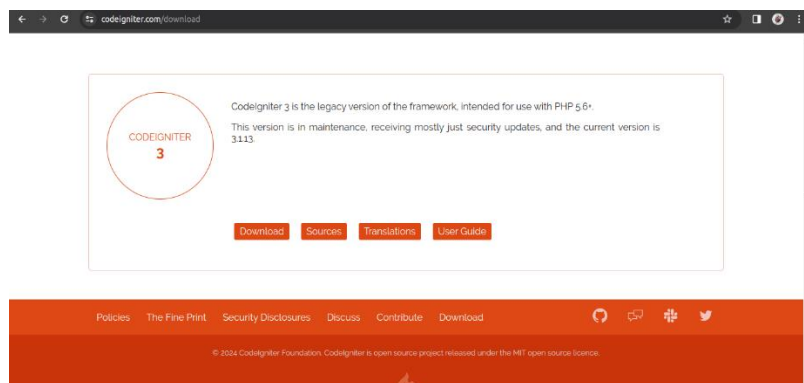 codeigniter.com/download
CodeIgniter 3 is the legacy version of the framework, intended for use with PHP 5.6+.
This version is in maintenance, receiving mostly just security updates, and the current version is
3.1.13.
CODEIGNITER
3
Download Sources Translations User Guide
Policies The Fine Print Security Disclosures Discuss Contribute Download
© 2024 CodeIgniter Foundation. CodeIgniter is open source project released under the MIT open source licence.